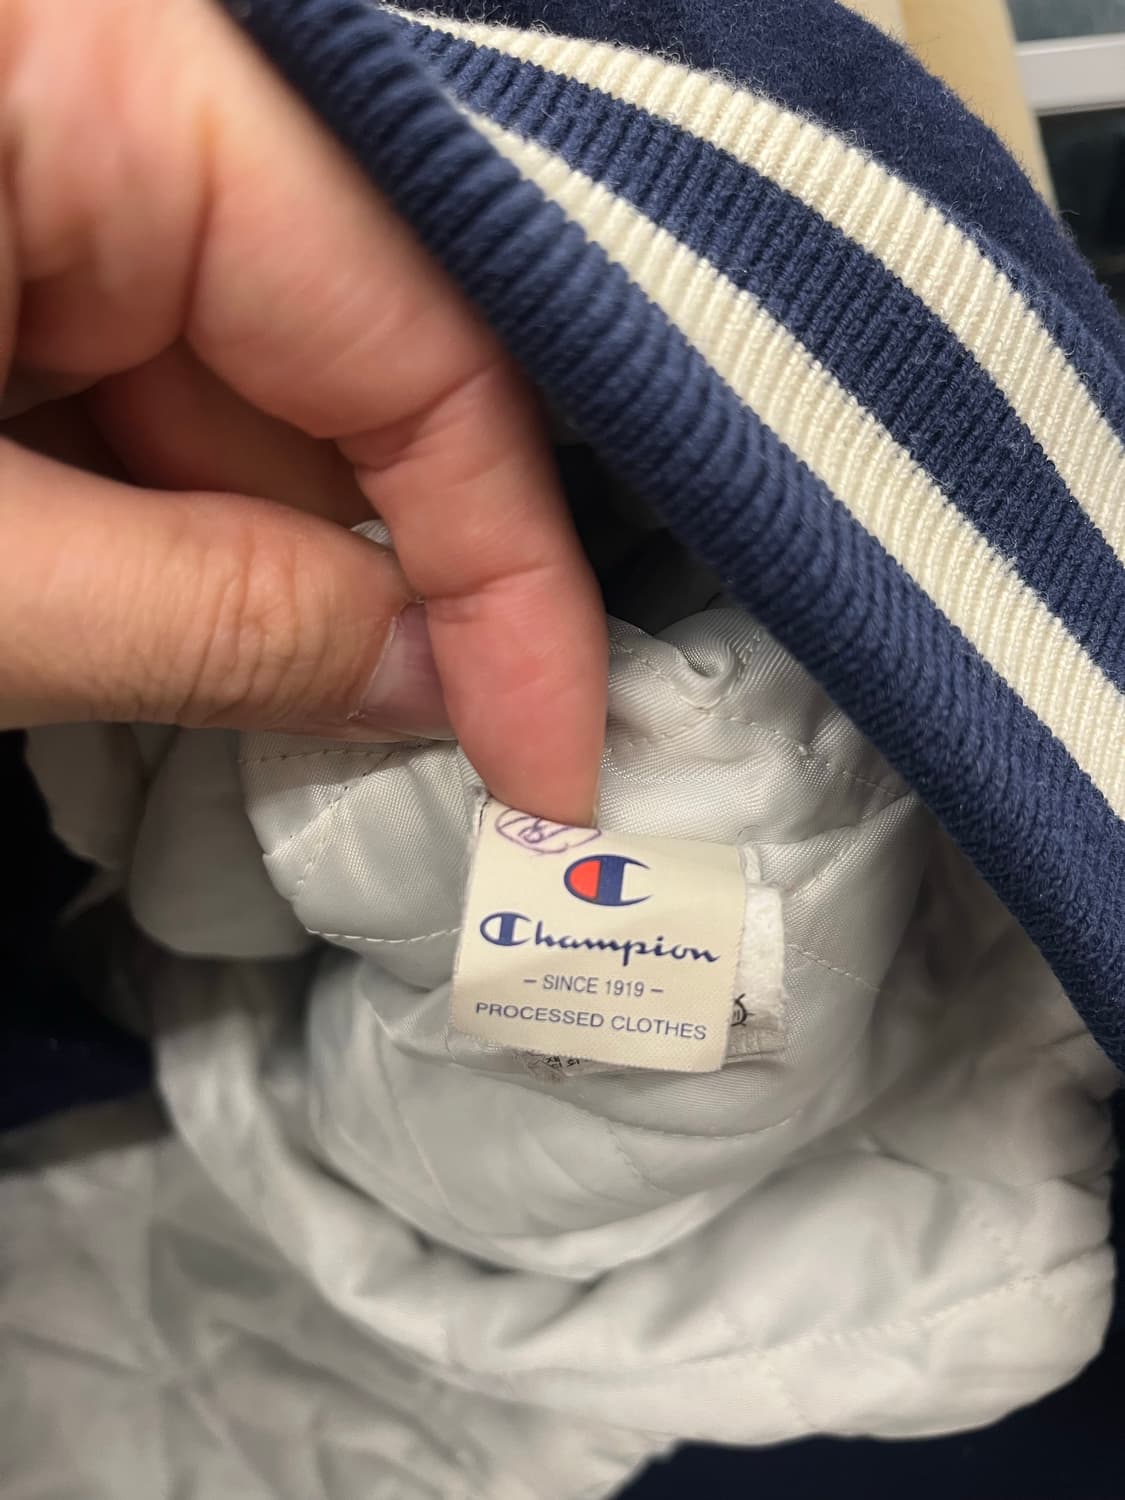 Champion
– SINCE 1919 –
PROCESSED CLOTHES